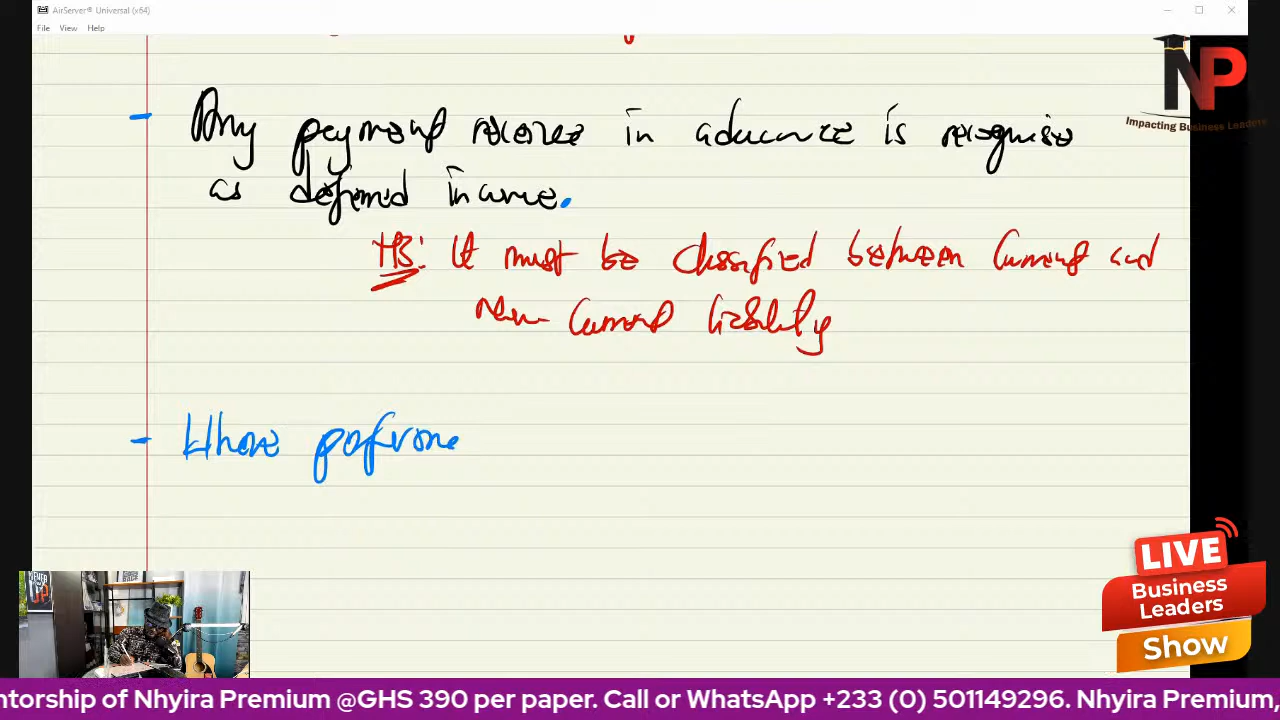 AirServer Universal (x64)
File View Help
NP
Impacting Business Leaders
- Any payment received in advance is recognise
as deferred income.
NB: It must be classified between Current and
Non-Current liability
- Where
LIVE
Business
Leaders
Show
ntorship of Nhyira Premium @GHS 390 per paper. Call or WhatsApp +233 (0) 501149296. Nhyira Premium,